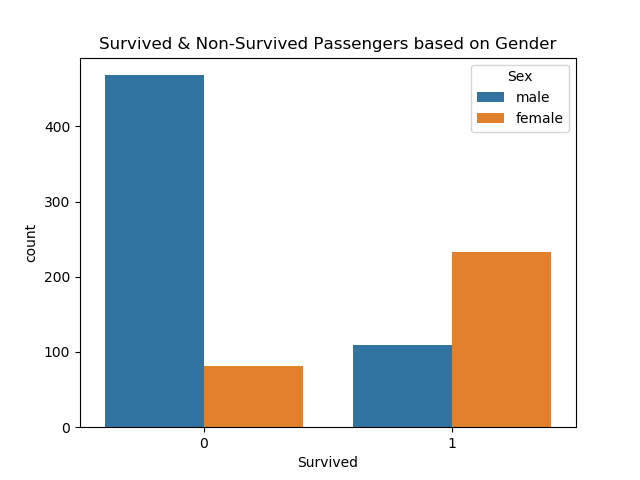 Survived & Non-Survived Passengers based on Gender
Sex
male
female
count
400
300
200
100
0
0
1
Survived